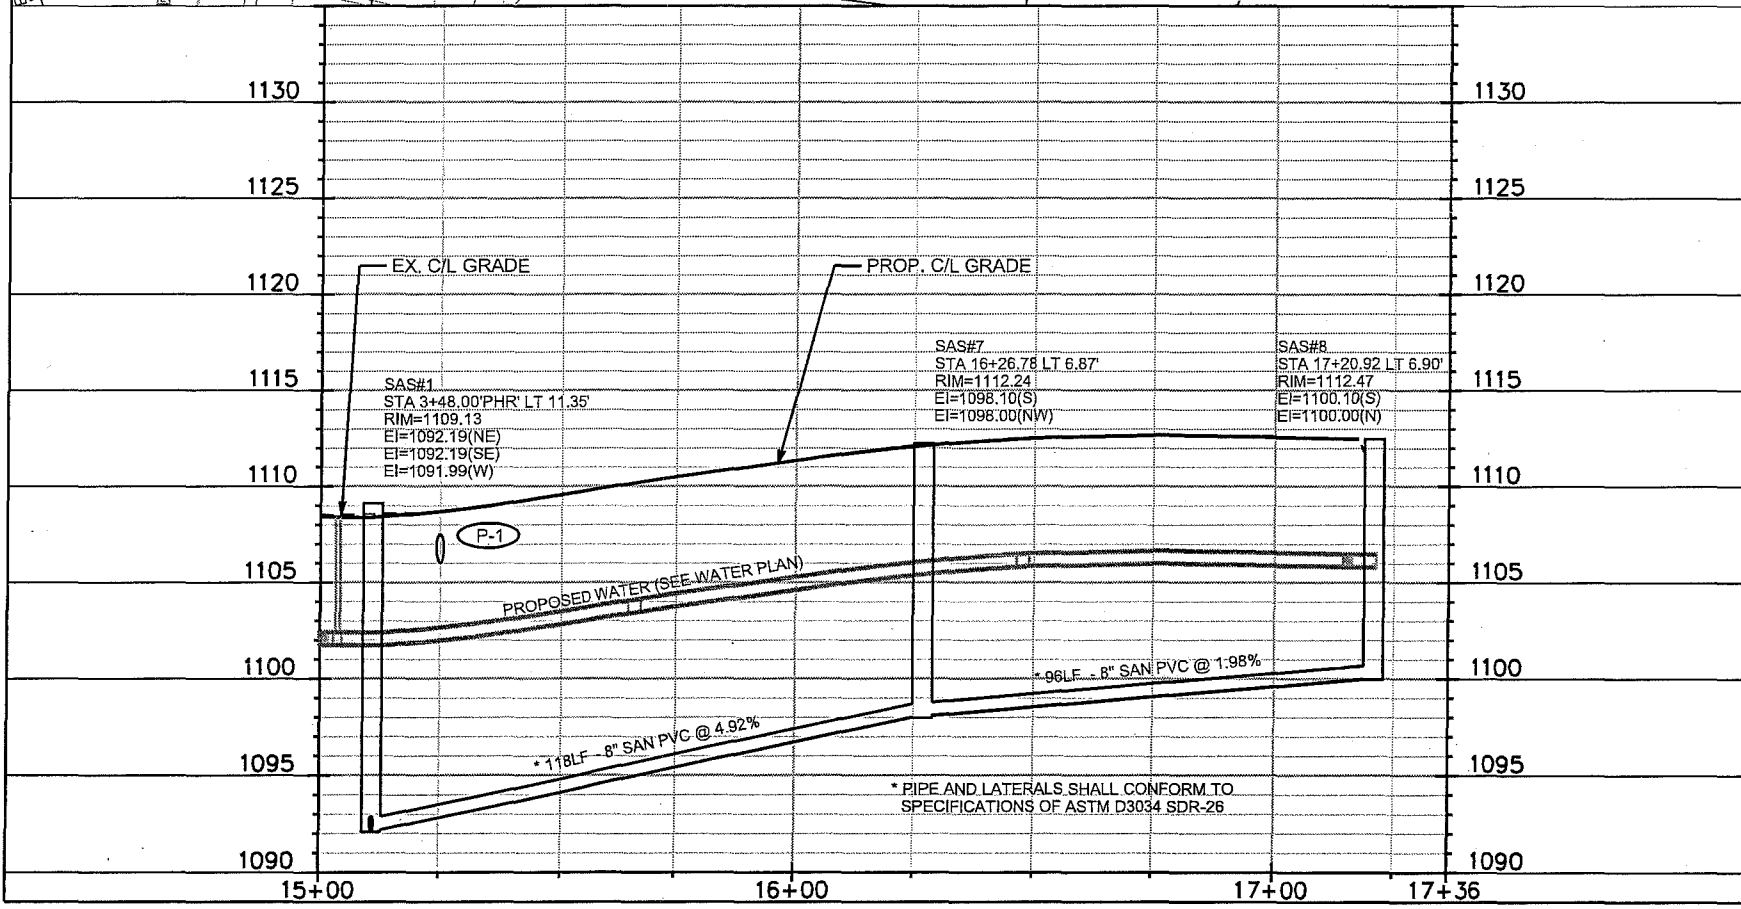 1130
1130
1125
1125
EX. C/L GRADE
PROP. C/L GRADE
1120
1120
SAS#7
STA 16+26.78 LT 6.87'
RIM=1112.24
EI=1098.10(S)
EI=1098.00(NW)
SAS#8
STA 17+20.92 LT 6.90'
RIM=1112.47
EI=1100.10(S)
EI=1100.00(N)
1115
1115
SAS#1
STA 3+48.00'PHR' LT 11.35'
RIM=1109.13
EI=1092.19(NE)
EI=1092.19(SE)
EI=1091.99(W)
1110
1110
P-1
1105
1105
PROPOSED WATER (SEE WATER PLAN)
1100
1100
* 96LF - 8" SAN PVC @ 1.98%
* 118LF - 8" SAN PVC @ 4.92%
1095
1095
* PIPE AND LATERALS SHALL CONFORM TO
SPECIFICATIONS OF ASTM D3034 SDR-26
1090
1090
15+00
16+00
17+00
17+36